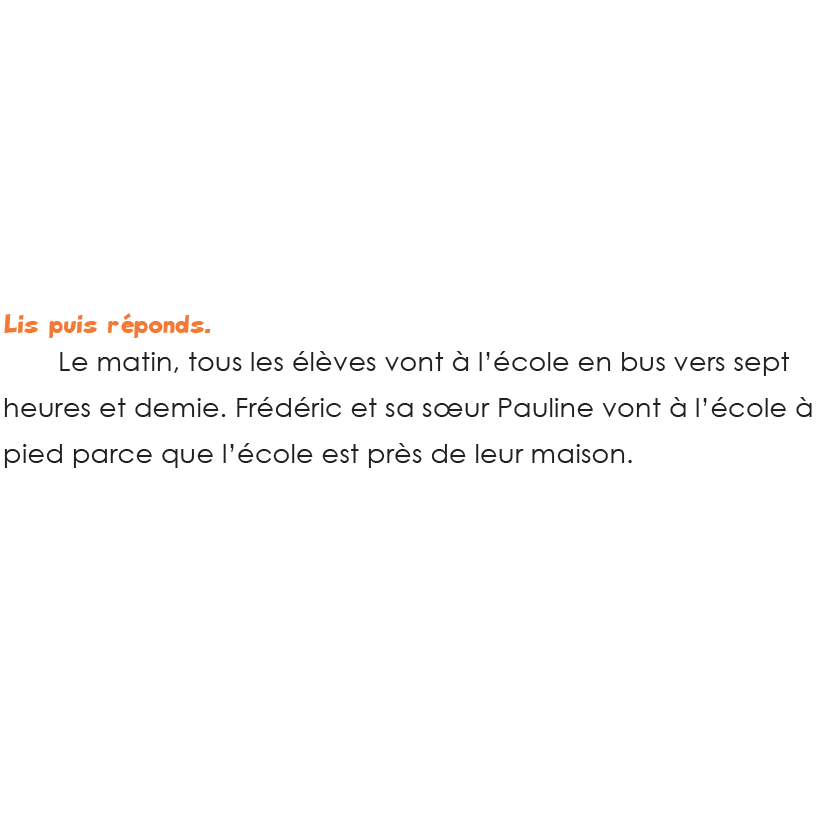 Lis puis réponds.
Le matin, tous les élèves vont à l’école en bus vers sept
heures et demie. Frédéric et sa sœur Pauline vont à l’école à
pied parce que l’école est près de leur maison.